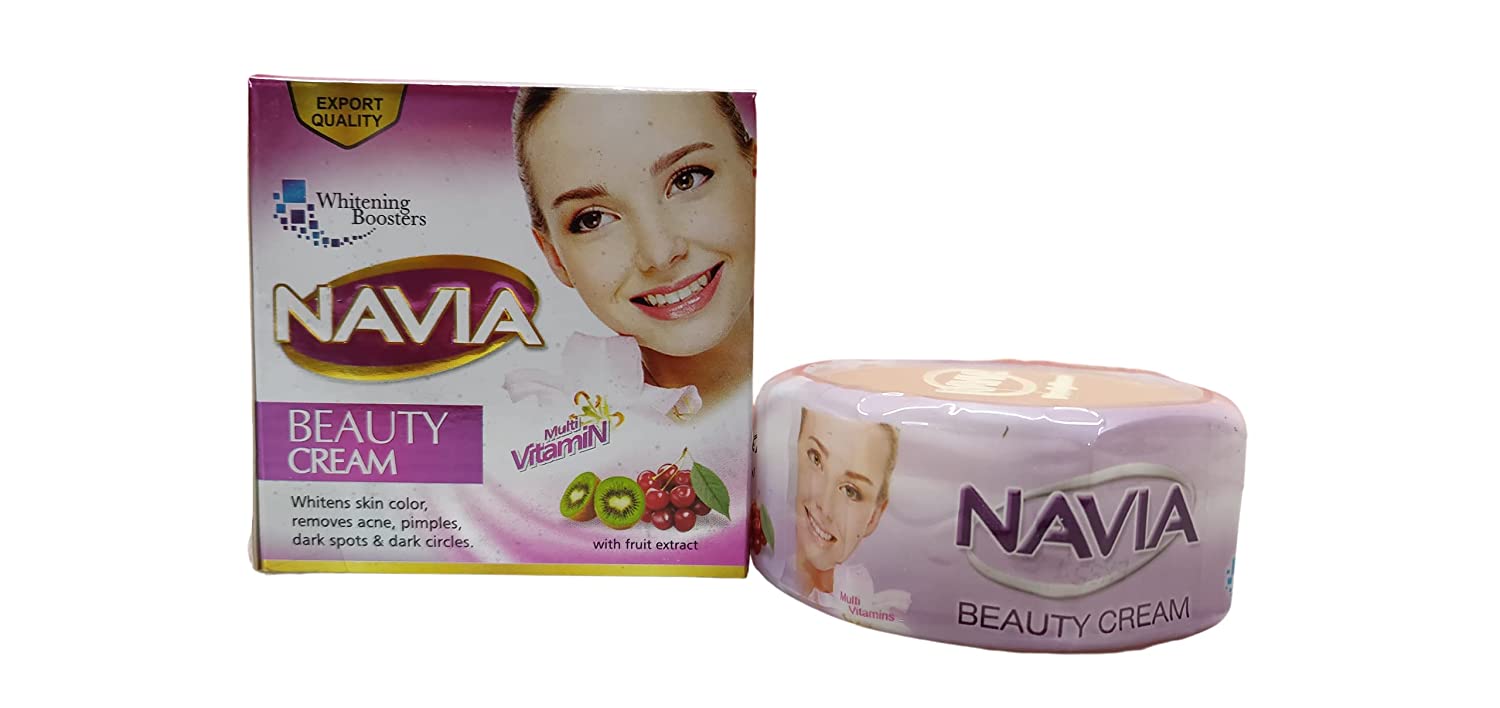 EXPORT
QUALITY
Whitening
Boosters
NAVIA
BEAUTY
CREAM
Multi
VitamiN
Whitens skin color,
removes acne, pimples,
dark spots & dark circles.
with fruit extract
NAVIA
BEAUTY CREAM
Multi
Vitamins